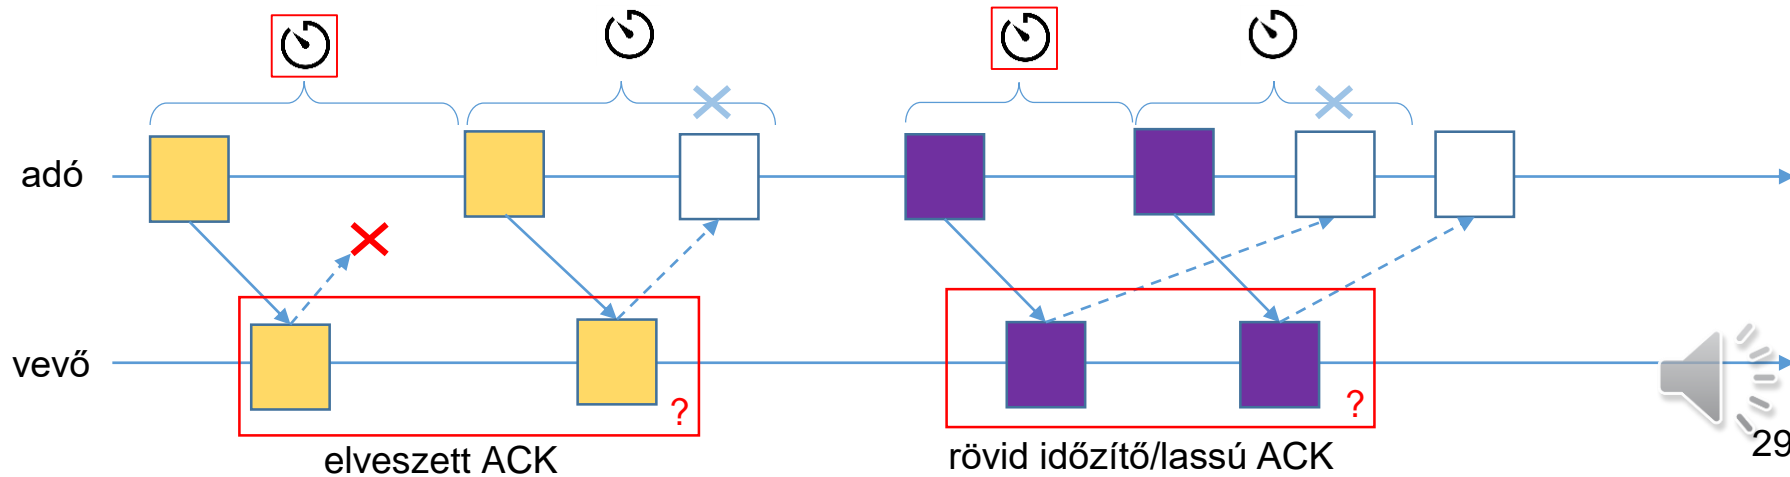 adó
vevő
?
?
elveszett ACK
rövid időzítő/lassú ACK
29